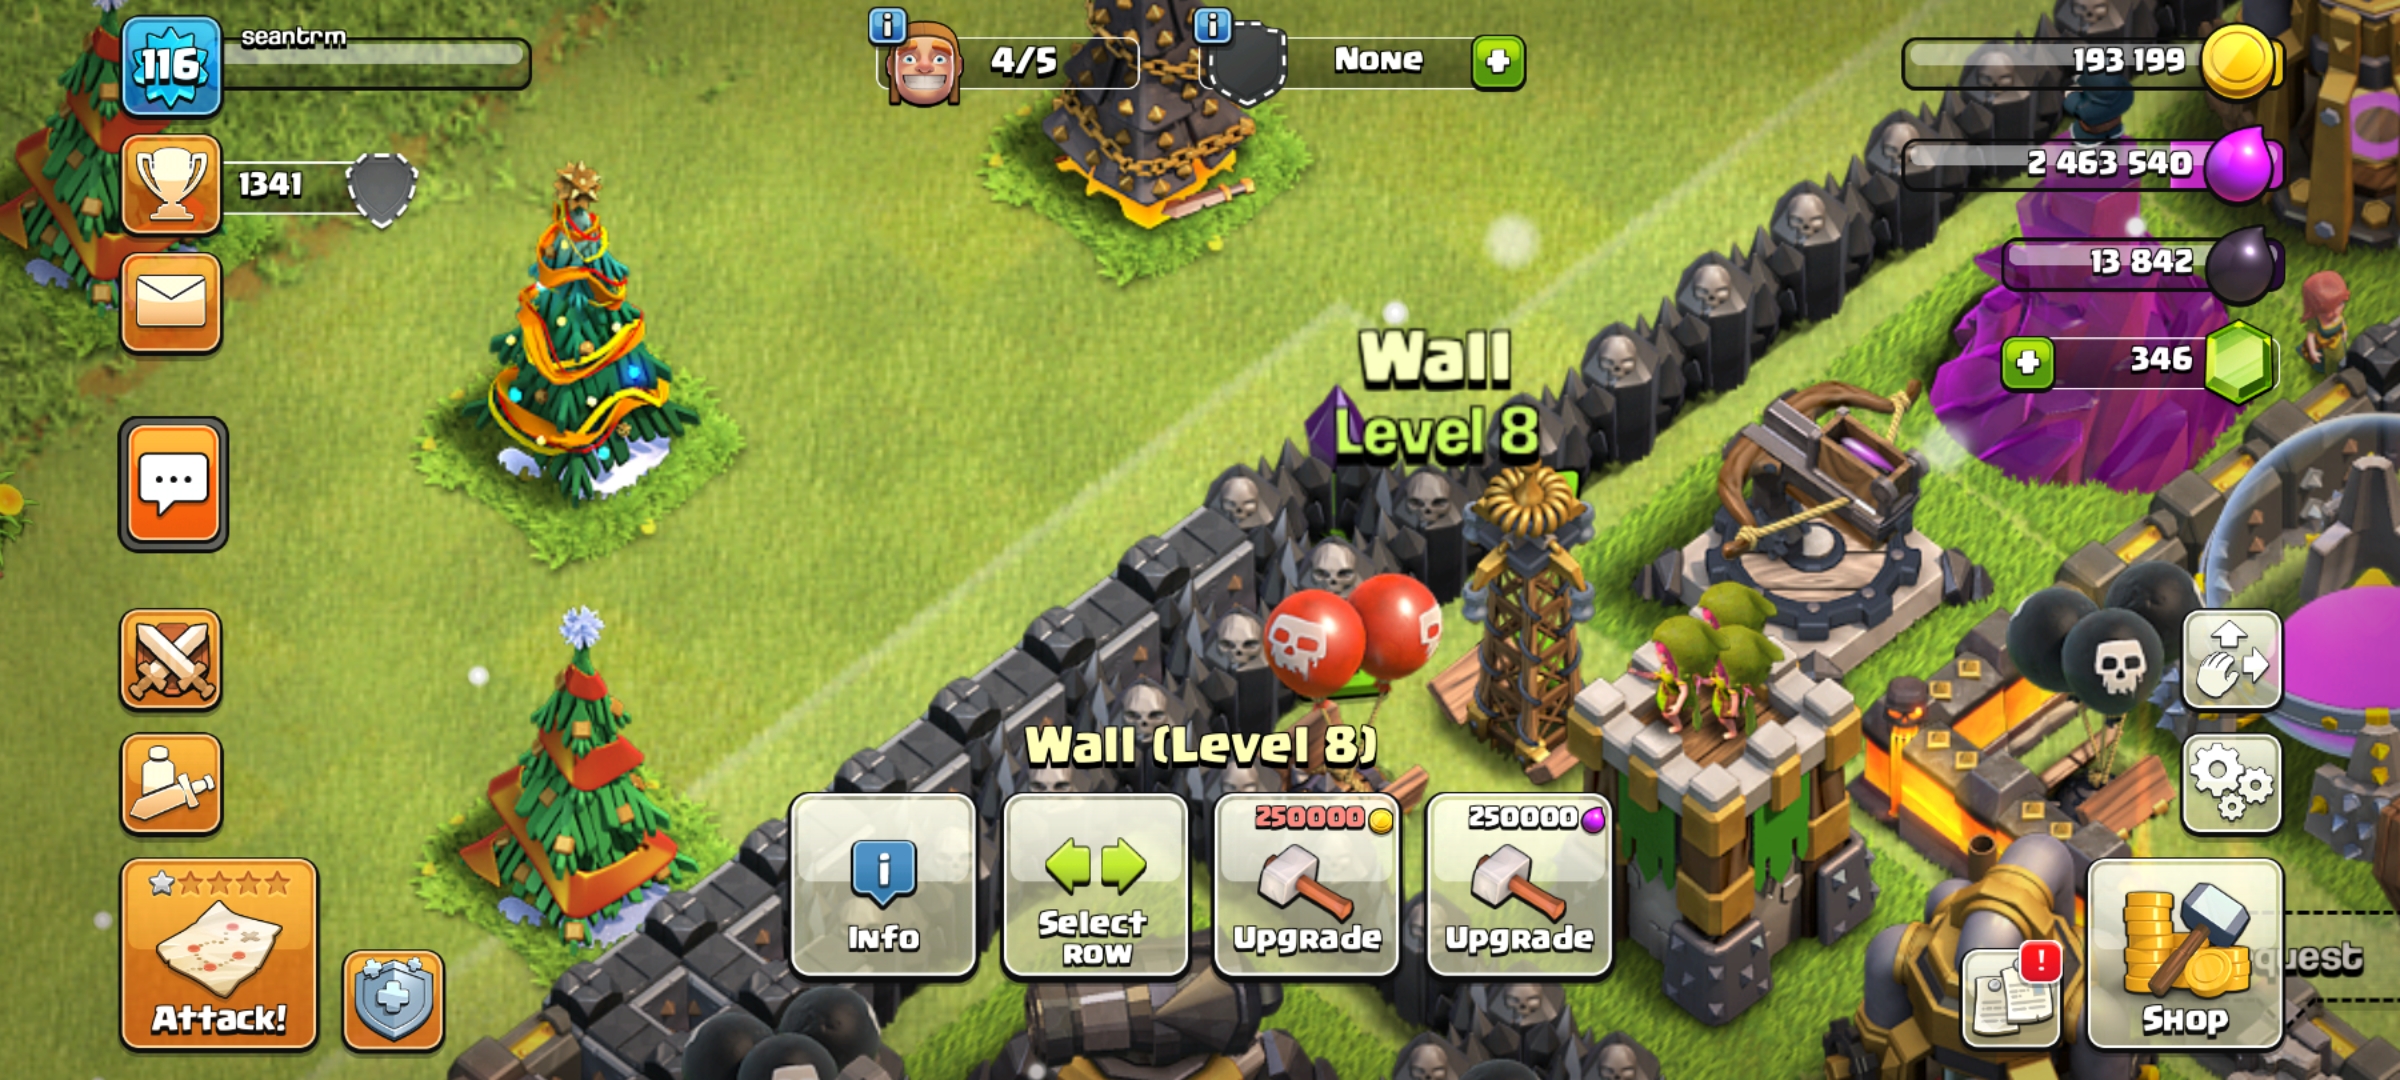 116
seantrm
4/5
None
193 199
1341
2 463 540
13 842
346
Wall
Level 8
Wall (Level 8)
Info
Select
Row
250000
Upgrade
250000
Upgrade
Attack!
!
quest
Shop